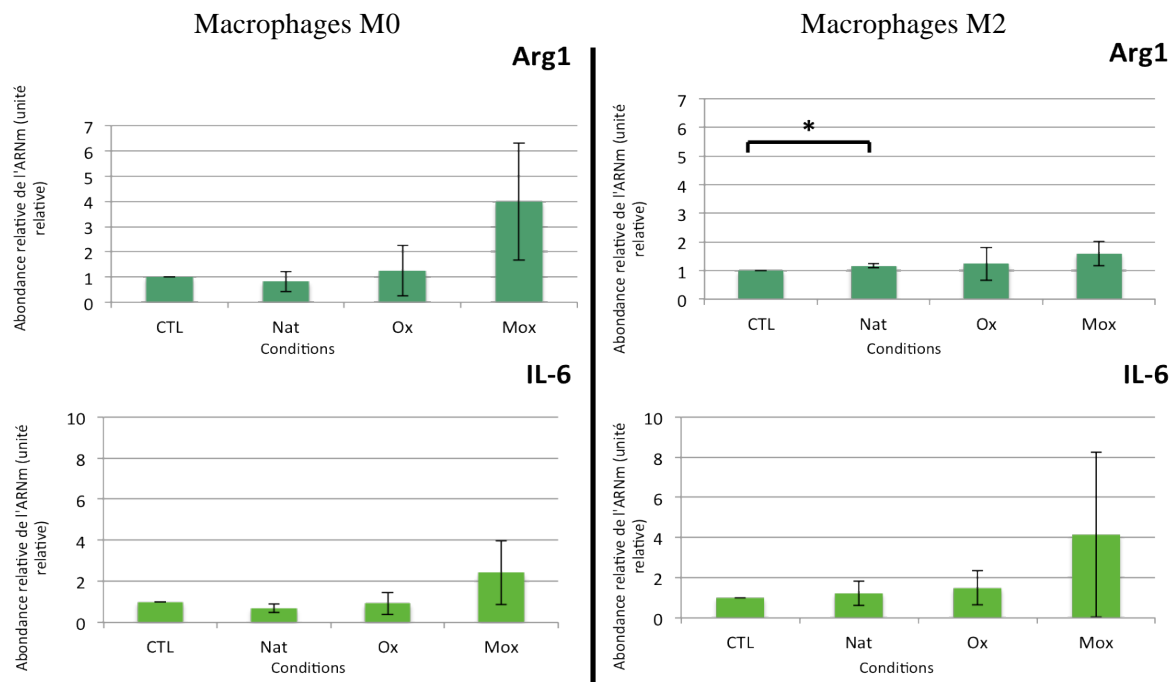 Macrophages M0
Arg1
Abondance relative de l'ARNm (unité
relative)
7
6
5
4
3
2
1
0
CTL Nat Ox Mox
Conditions
IL-6
Abondance relative de l'ARNm (unité
relative)
10
8
6
4
2
0
CTL Nat Ox Mox
Conditions
Macrophages M2
Arg1
Abondance relative de l'ARNm (unité
relative)
7
6
5
4
3
2
1
0
*
CTL Nat Ox Mox
Conditions
IL-6
Abondance relative de l'ARNm (unité
relative)
10
8
6
4
2
0
CTL Nat Ox Mox
Conditions